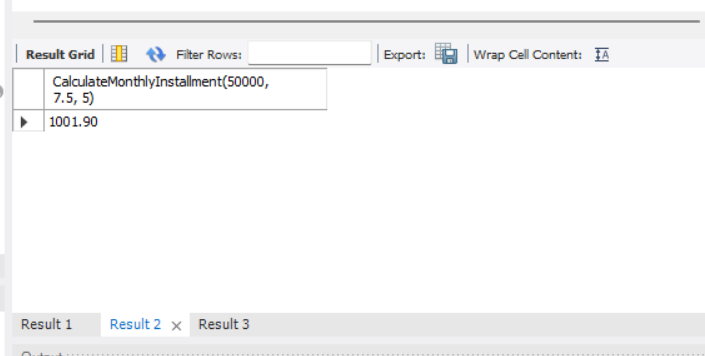 Result Grid Filter Rows: Export: Wrap Cell Content:
CalculateMonthlyInstallment(50000,
7.5, 5)
1001.90
Result 1 Result 2 Result 3
Output